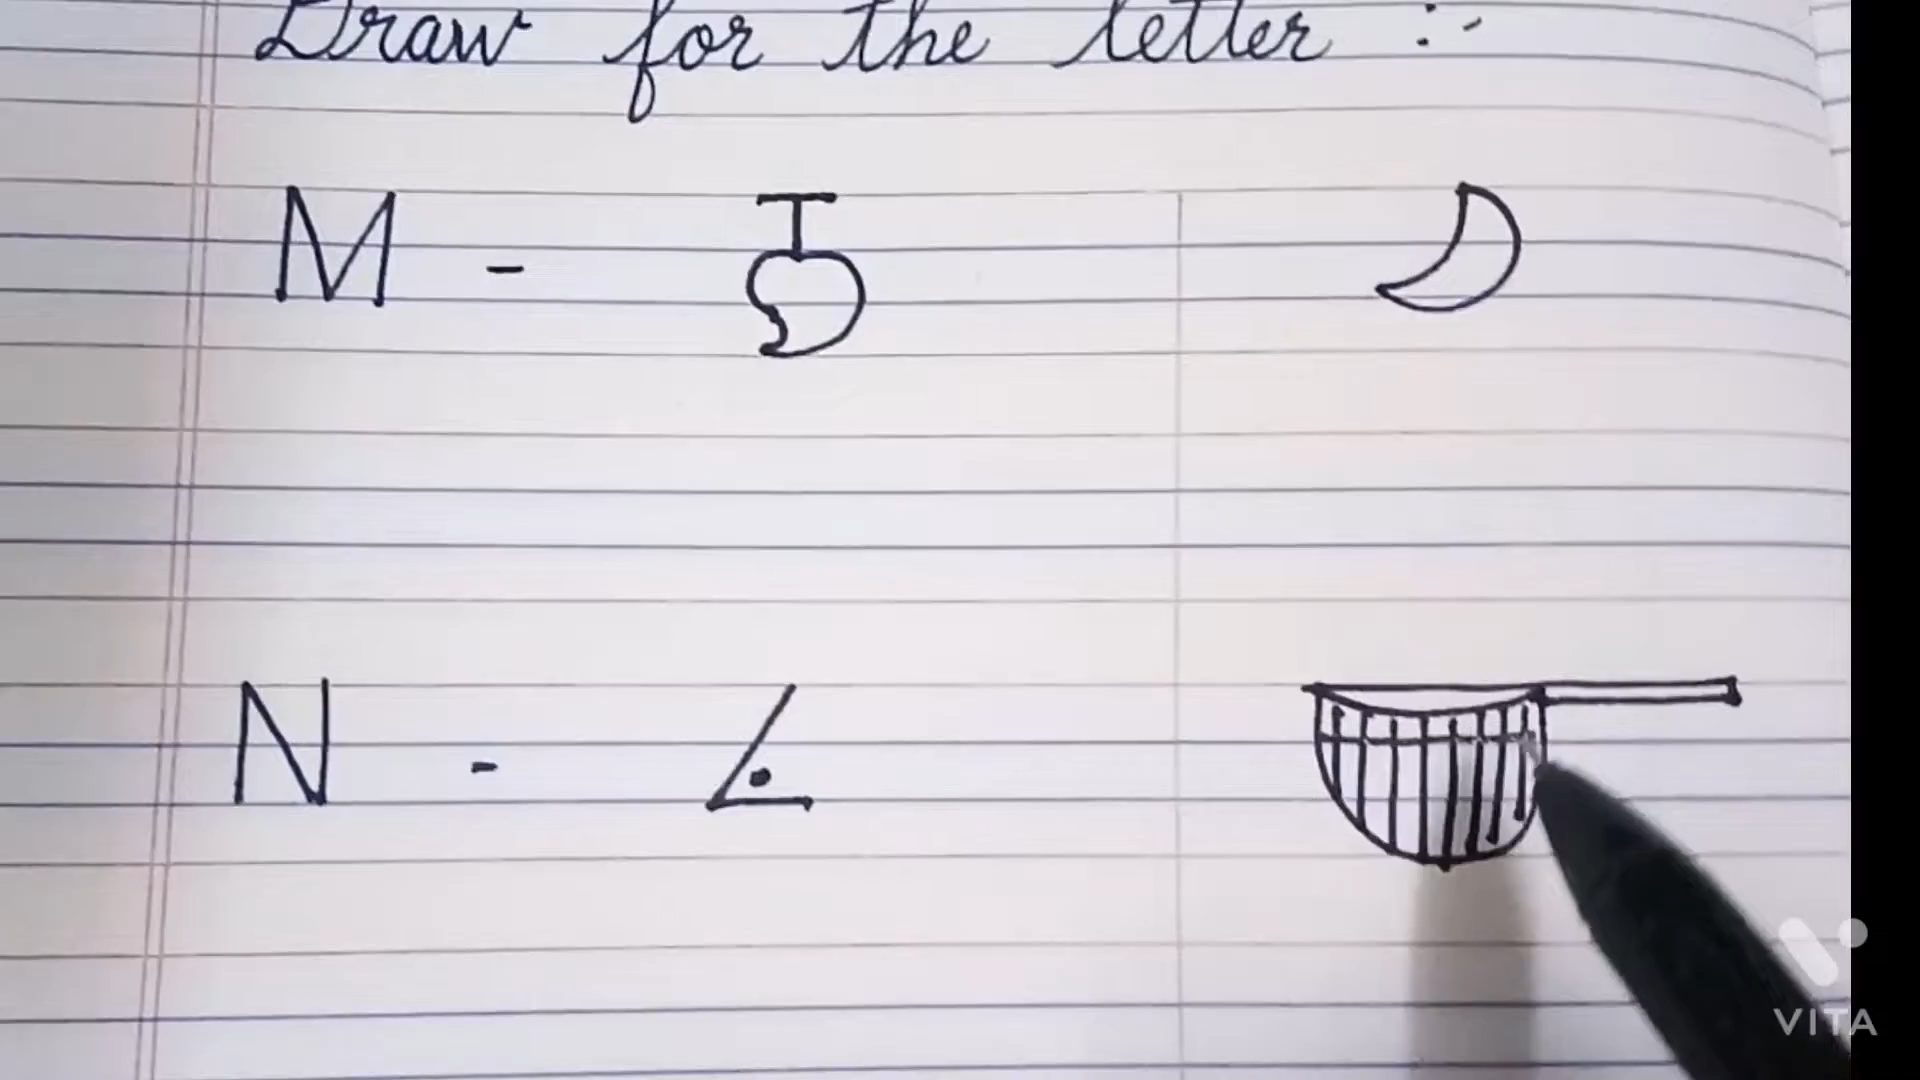 Draw for the letter :-
M -
N -
VITA